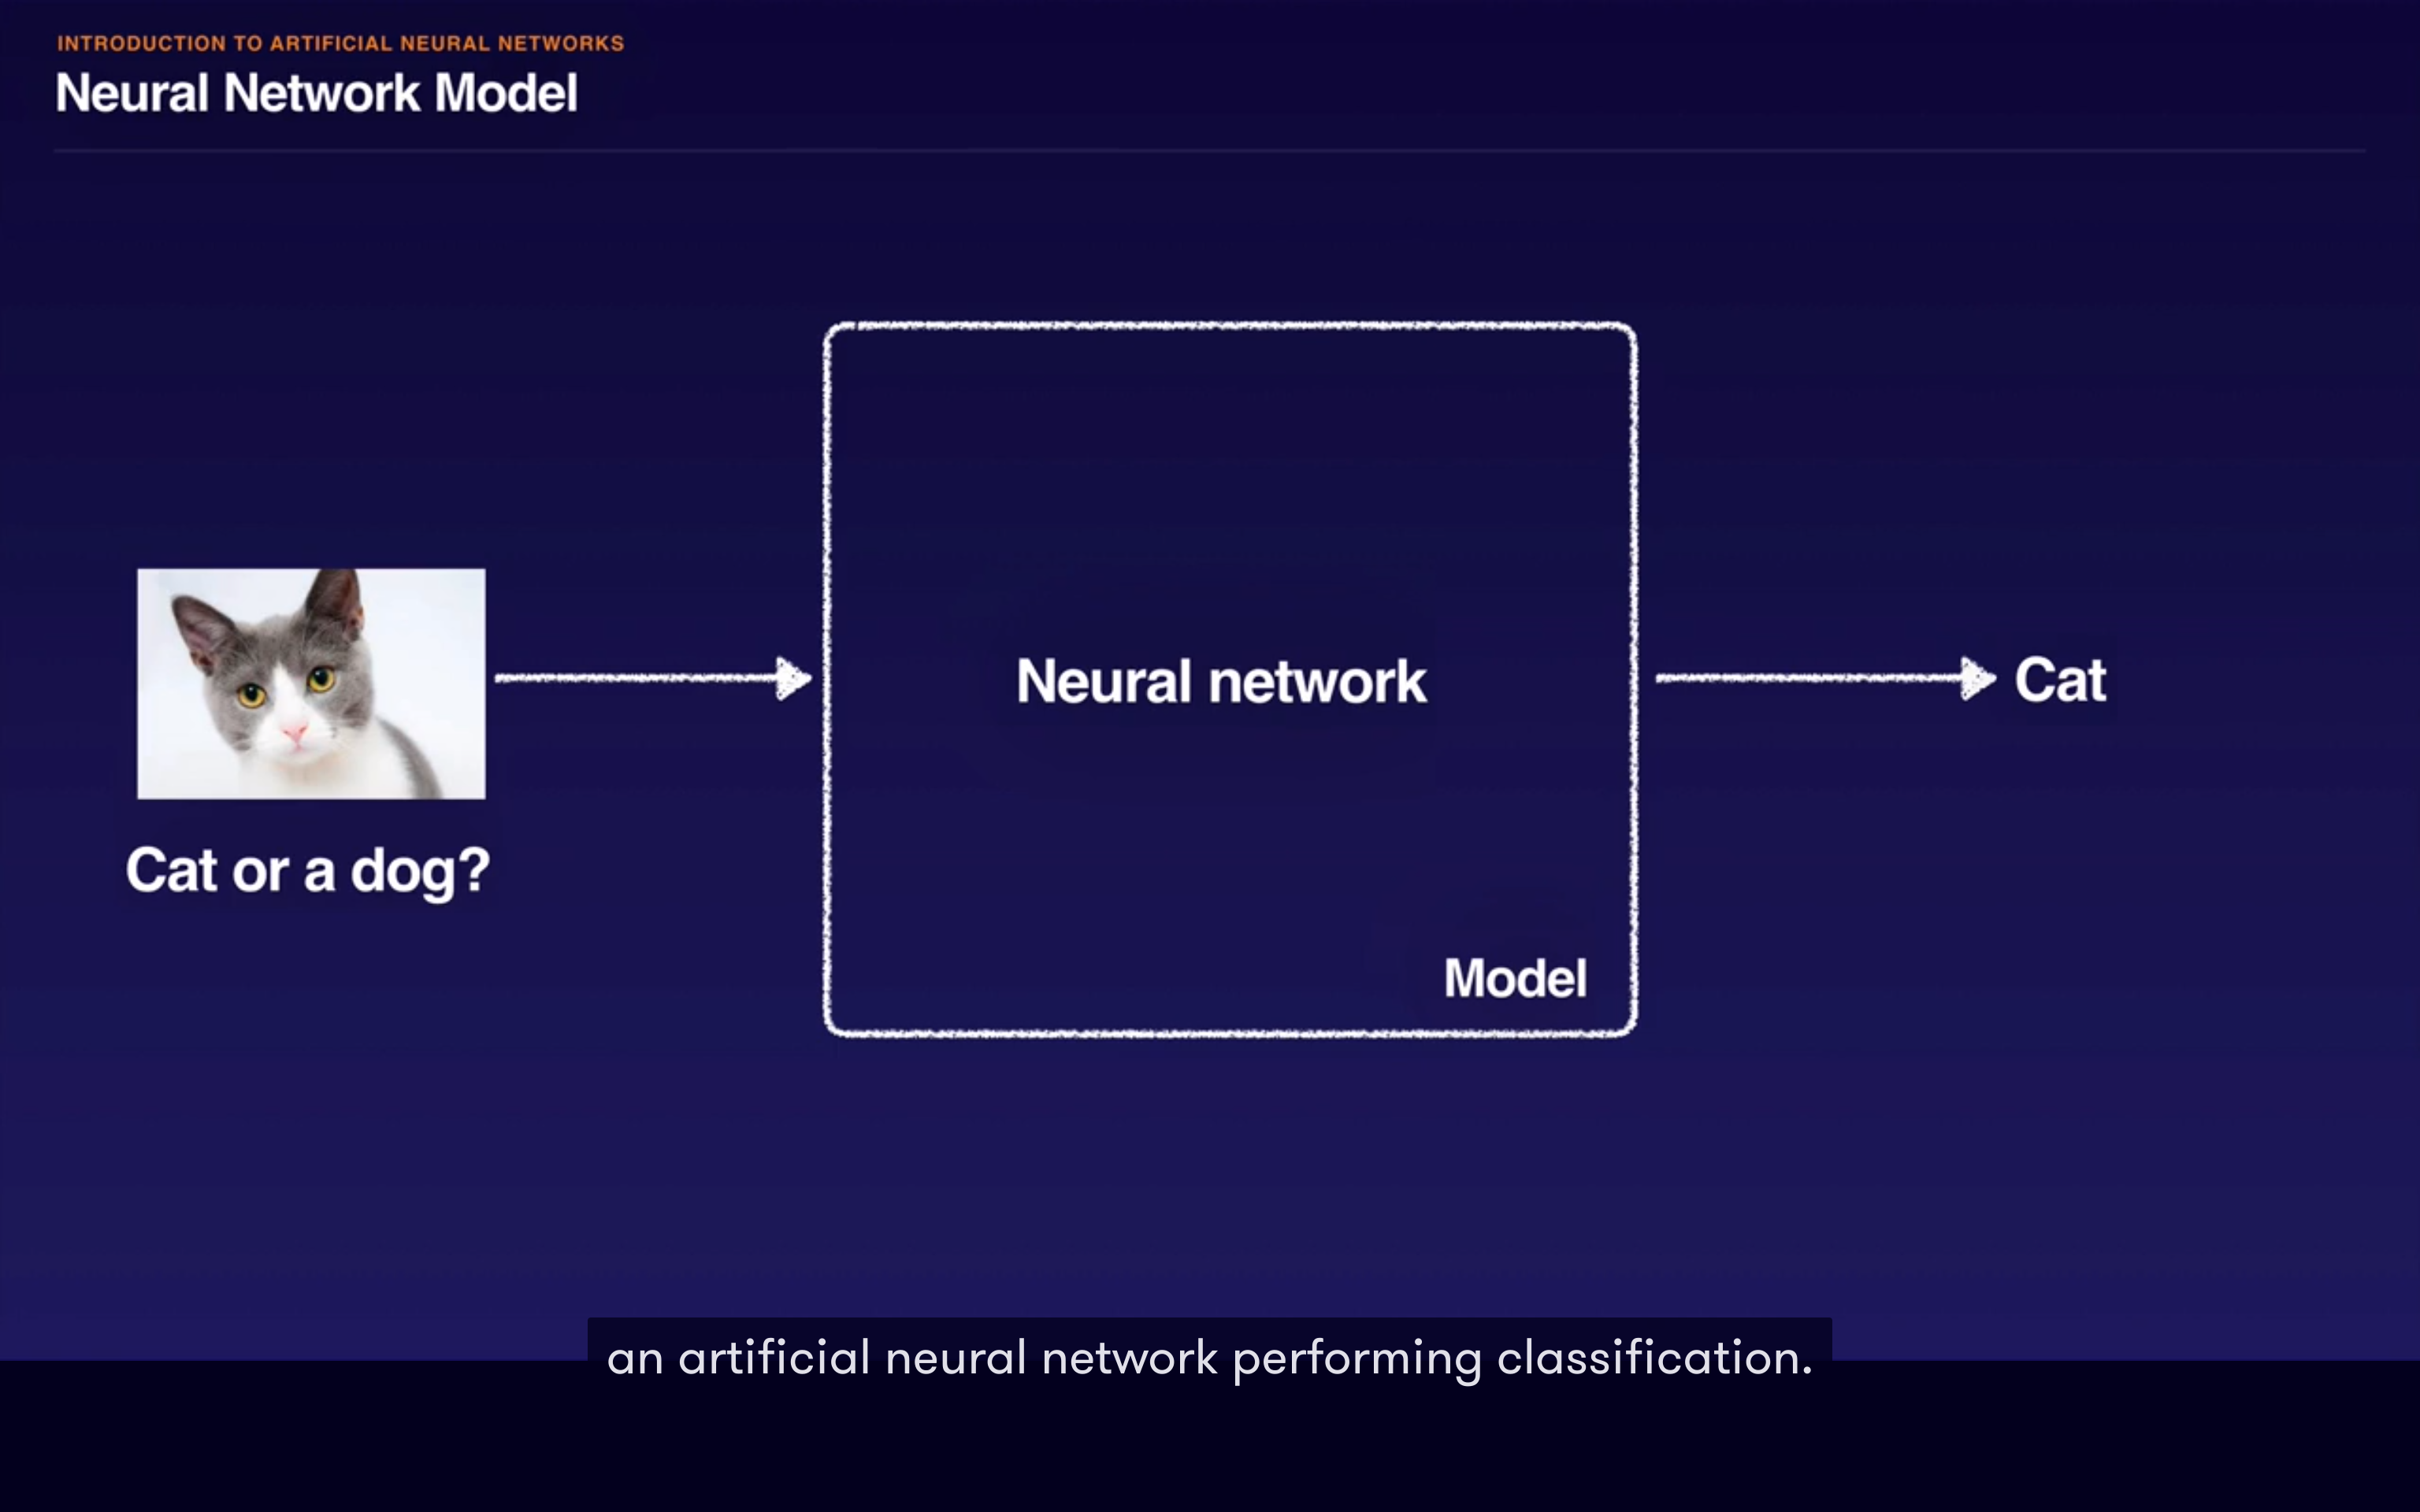 INTRODUCTION TO ARTIFICIAL NEURAL NETWORKS
Neural Network Model
Neural network
Cat
Cat or a dog?
Model
an artificial neural network performing classification.